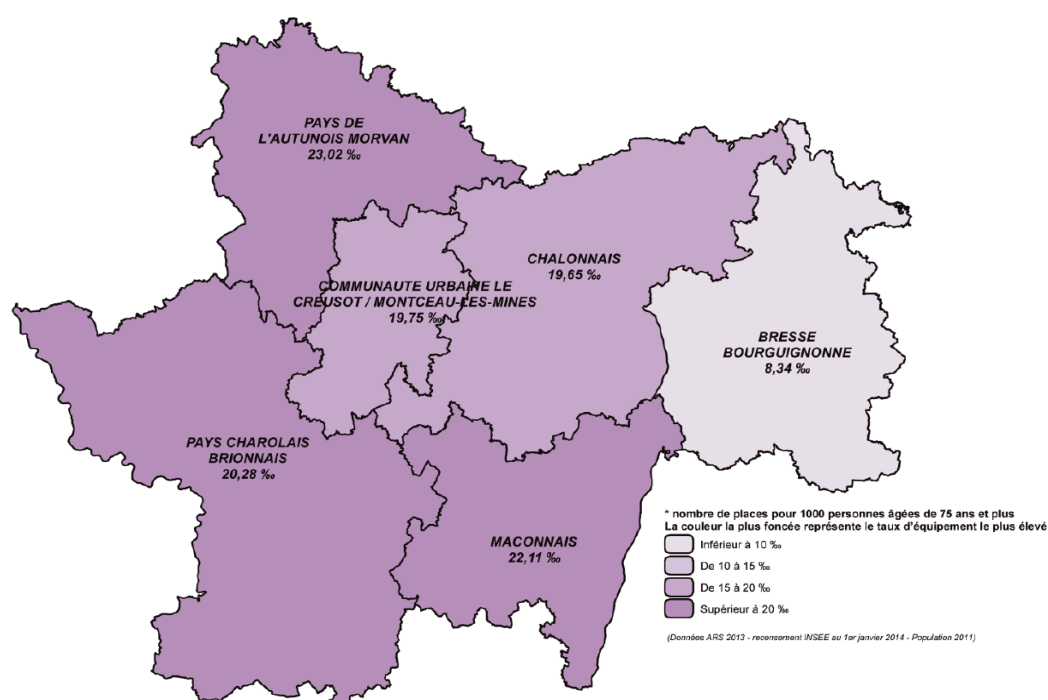 PAYS DE
L'AUTUNOIS MORVAN
23,02 ‰
CHALONNAIS
19,65 ‰
COMMUNAUTE URBAINE LE
CREUSOT / MONTCEAU-LES-MINES
19,75 ‰
BRESSE
BOURGUIGNONNE
8,34 ‰
PAYS CHAROLAIS
BRIONNAIS
20,28 ‰
MACONNAIS
22,11 ‰
* nombre de places pour 1000 personnes âgées de 75 ans et plus
La couleur la plus foncée représente le taux d'équipement le plus élevé
Inférieur à 10 ‰
De 10 à 15 ‰
De 15 à 20 ‰
Supérieur à 20 ‰
(Données ARS 2013 - recensement INSEE au 1er janvier 2014 - Population 2011)